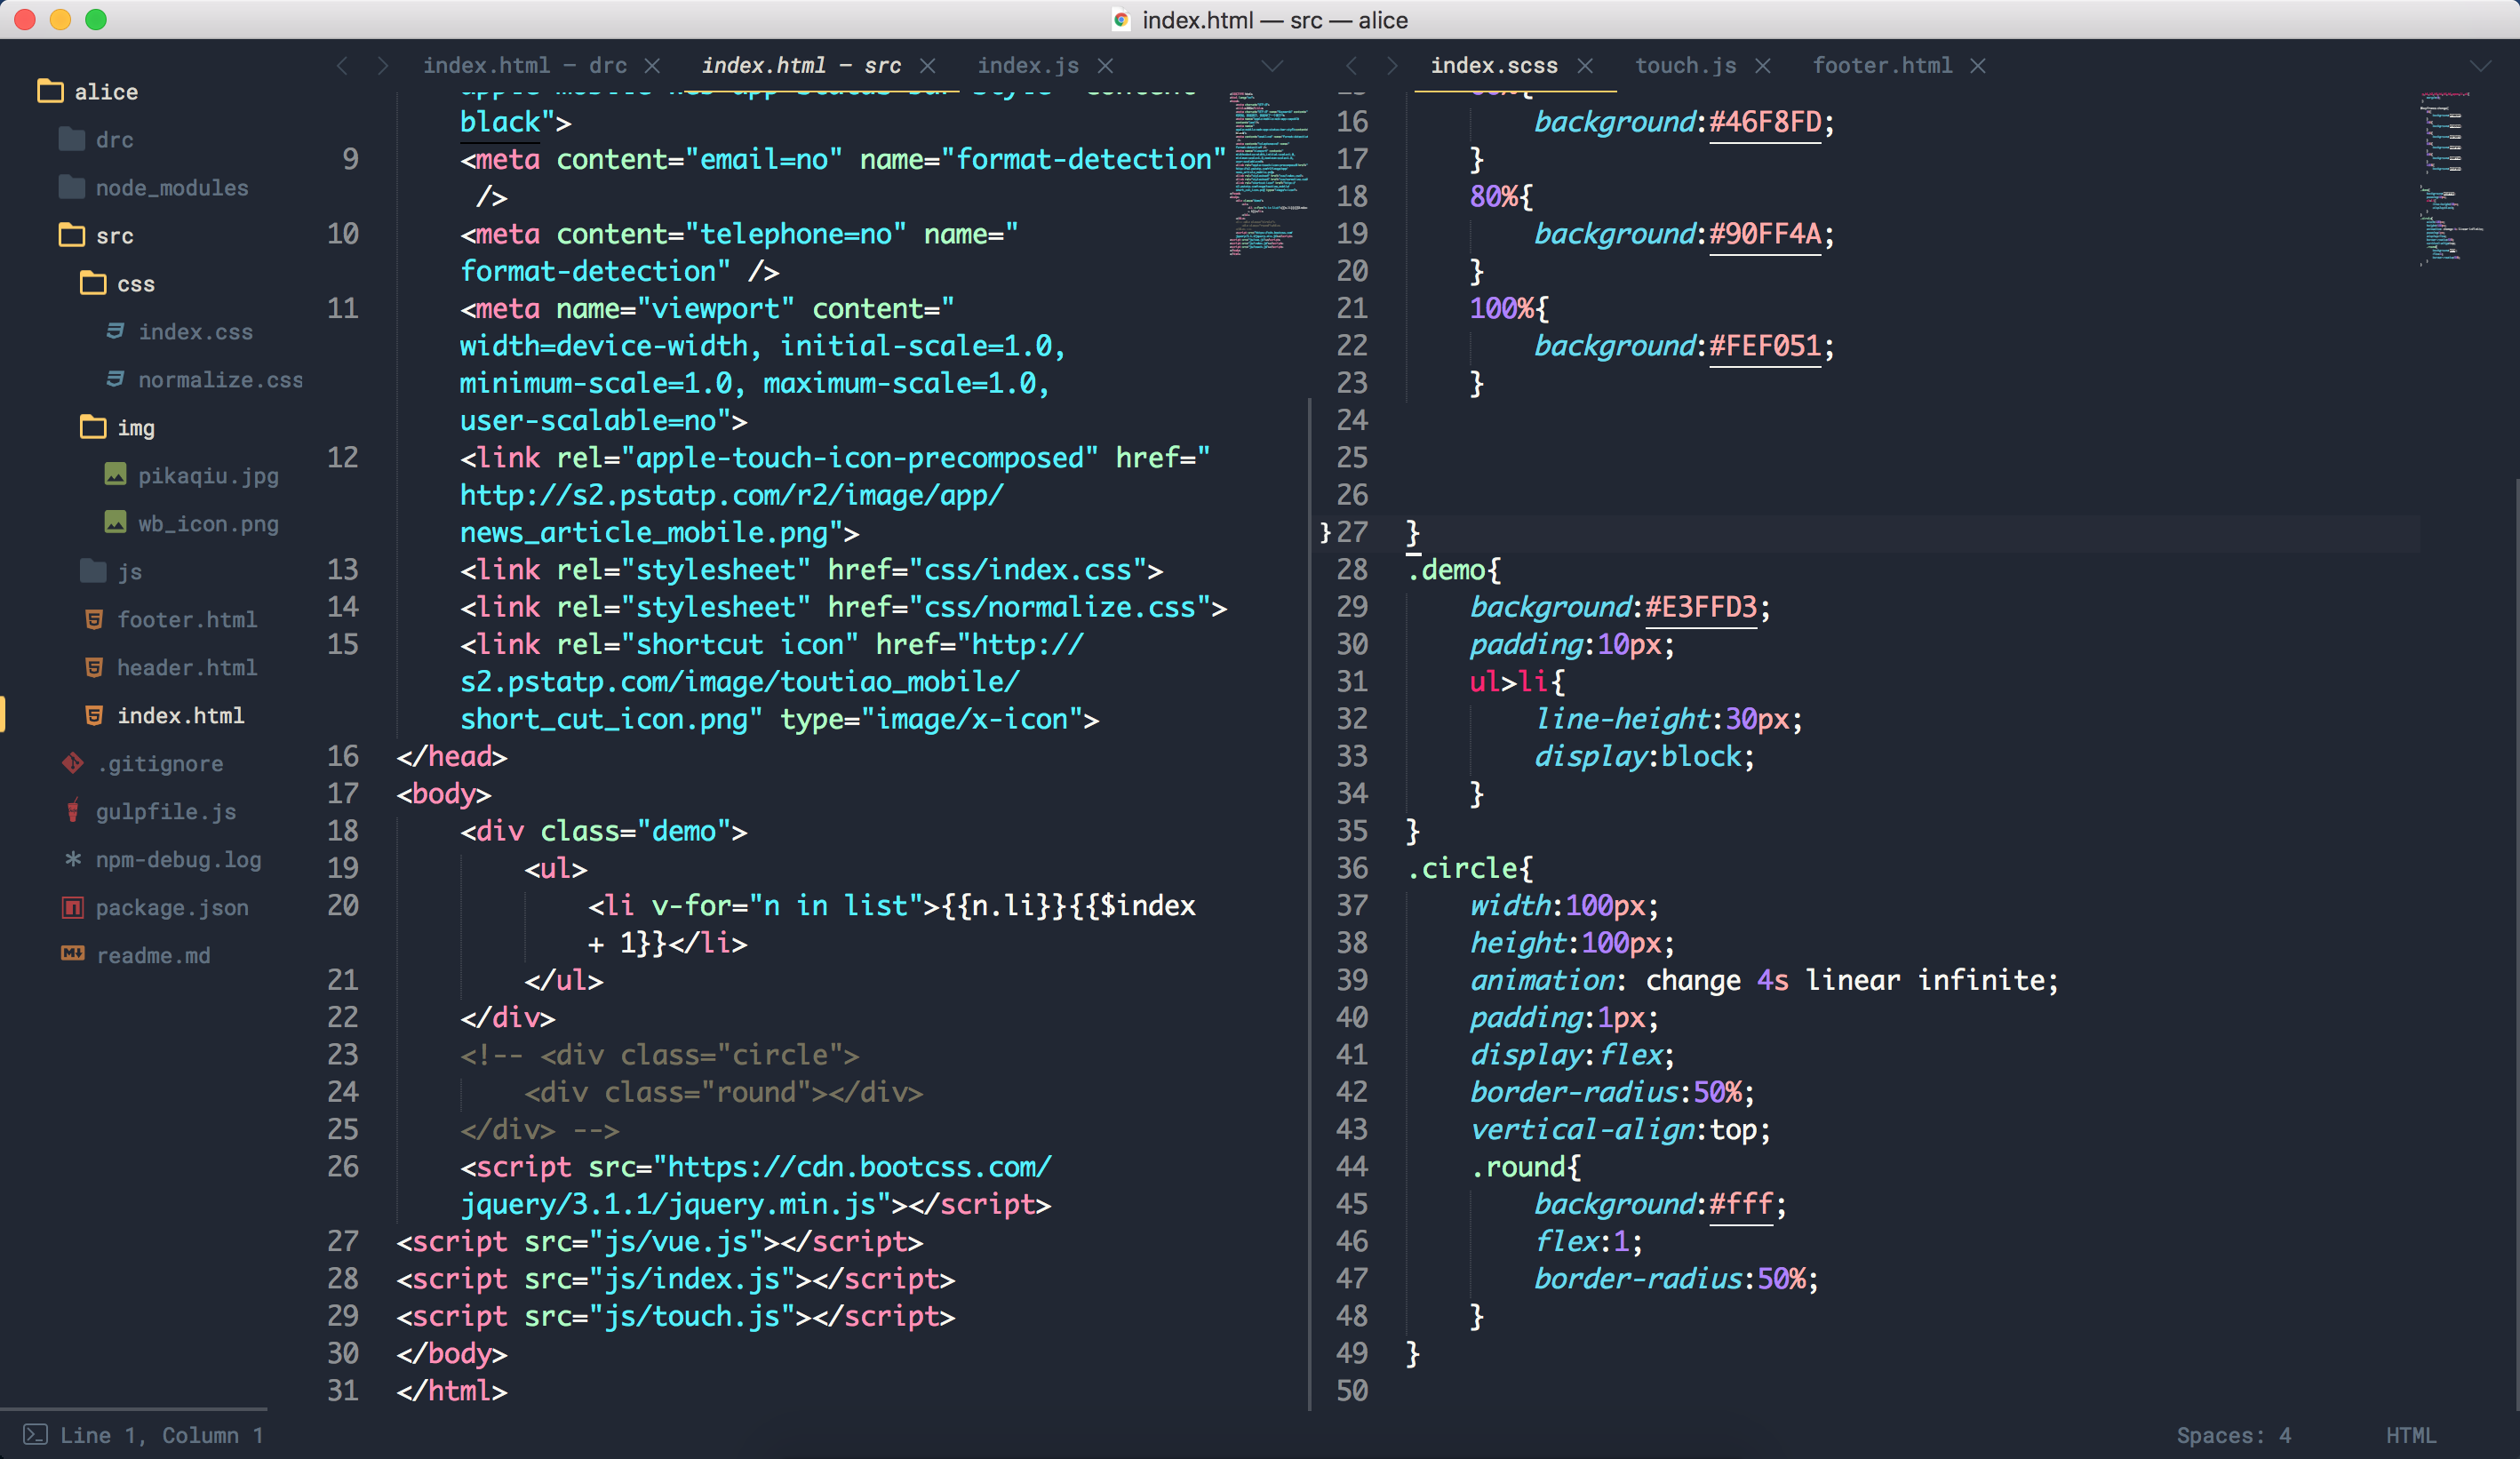 index.html — src — alice
alice
drc
node_modules
src
css
index.css
normalize.css
img
pikaqiu.jpg
wb_icon.png
js
footer.html
header.html
index.html
.gitignore
gulpfile.js
npm-debug.log
package.json
readme.md
index.html — drc
index.html — src
index.js
apple-mobile-web-app-status-bar-style" content="
black">
9 <meta content="email=no" name="format-detection"
/>
10 <meta content="telephone=no" name="
format-detection" />
11 <meta name="viewport" content="
width=device-width, initial-scale=1.0,
minimum-scale=1.0, maximum-scale=1.0,
user-scalable=no">
12 <link rel="apple-touch-icon-precomposed" href="
http://s2.pstatp.com/r2/image/app/
news_article_mobile.png">
13 <link rel="stylesheet" href="css/index.css">
14 <link rel="stylesheet" href="css/normalize.css">
15 <link rel="shortcut icon" href="http://
s2.pstatp.com/image/toutiao_mobile/
short_cut_icon.png" type="image/x-icon">
16 </head>
17 <body>
18 <div class="demo">
19 <ul>
20 <li v-for="n in list">{{n.li}}{{$index
+ 1}}</li>
21 </ul>
22 </div>
23 <!-- <div class="circle">
24 <div class="round"></div>
25 </div> -->
26 <script src="https://cdn.bootcss.com/
jquery/3.1.1/jquery.min.js"></script>
27 <script src="js/vue.js"></script>
28 <script src="js/index.js"></script>
29 <script src="js/touch.js"></script>
30 </body>
31 </html>
index.scss
touch.js
footer.html
16 background:#46F8FD;
17 }
18 80%{
19 background:#90FF4A;
20 }
21 100%{
22 background:#FEF051;
23 }
24
25
26
}27 }
28 .demo{
29 background:#E3FFD3;
30 padding:10px;
31 ul>li{
32 line-height:30px;
33 display:block;
34 }
35 }
36 .circle{
37 width:100px;
38 height:100px;
39 animation: change 4s linear infinite;
40 padding:1px;
41 display:flex;
42 border-radius:50%;
43 vertical-align:top;
44 .round{
45 background:#fff;
46 flex:1;
47 border-radius:50%;
48 }
49 }
50
Line 1, Column 1
Spaces: 4
HTML